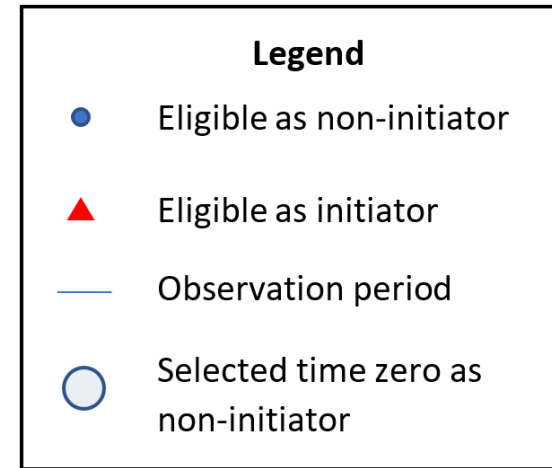 Legend
Eligible as non-initiator
Eligible as initiator
Observation period
Selected time zero as
non-initiator